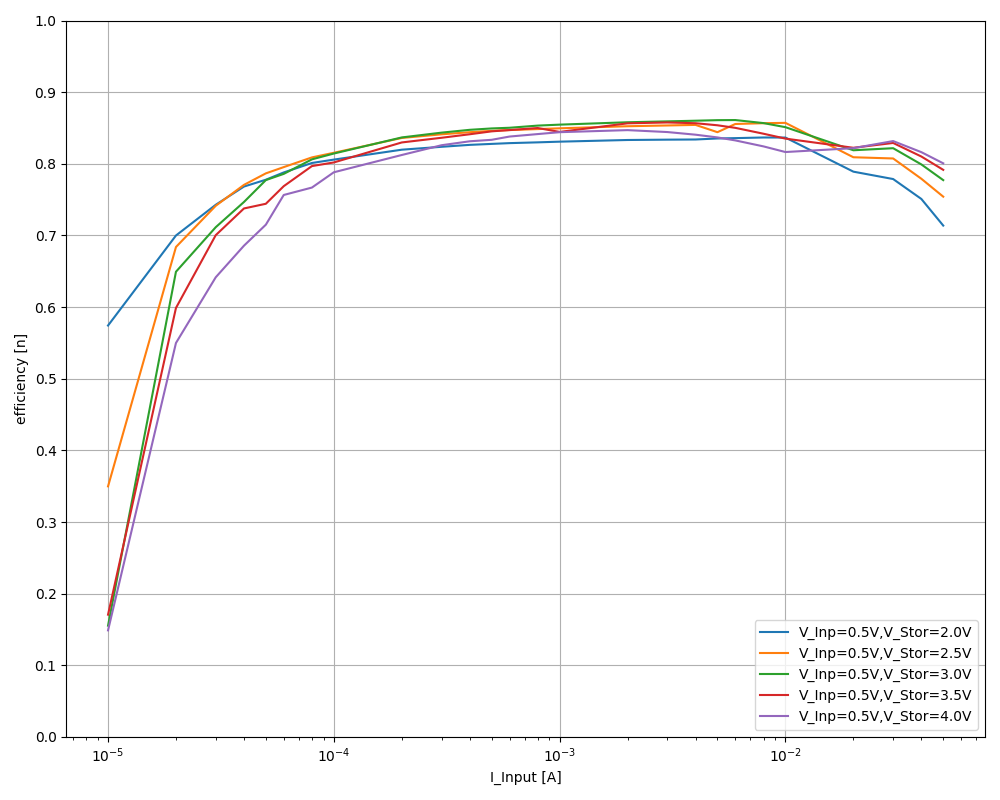 1.0
0.9
0.8
0.7
0.6
0.5
0.4
0.3
0.2
0.1
0.0
efficiency [n]
10⁻⁵ 10⁻⁴ 10⁻³ 10⁻²
I_Input [A]
V_Inp=0.5V,V_Stor=2.0V
V_Inp=0.5V,V_Stor=2.5V
V_Inp=0.5V,V_Stor=3.0V
V_Inp=0.5V,V_Stor=3.5V
V_Inp=0.5V,V_Stor=4.0V